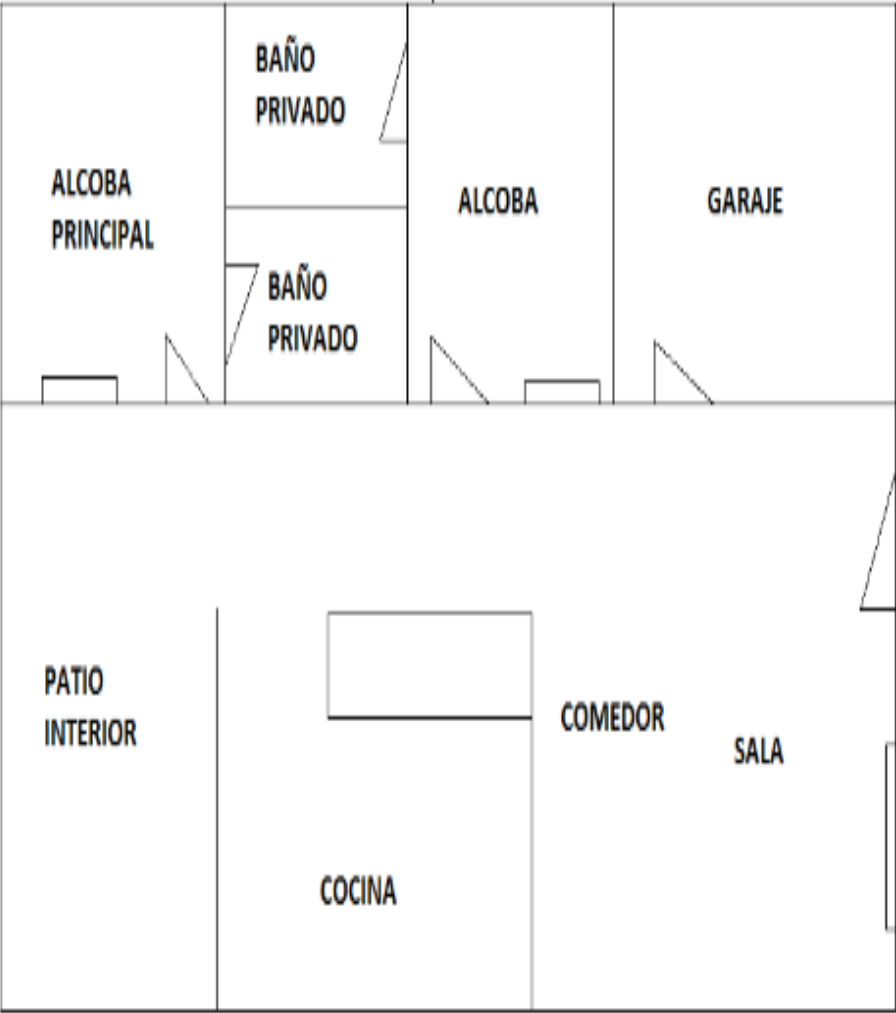 BAÑO
PRIVADO
ALCOBA
PRINCIPAL
ALCOBA
GARAJE
BAÑO
PRIVADO
PATIO
INTERIOR
COMEDOR
SALA
COCINA